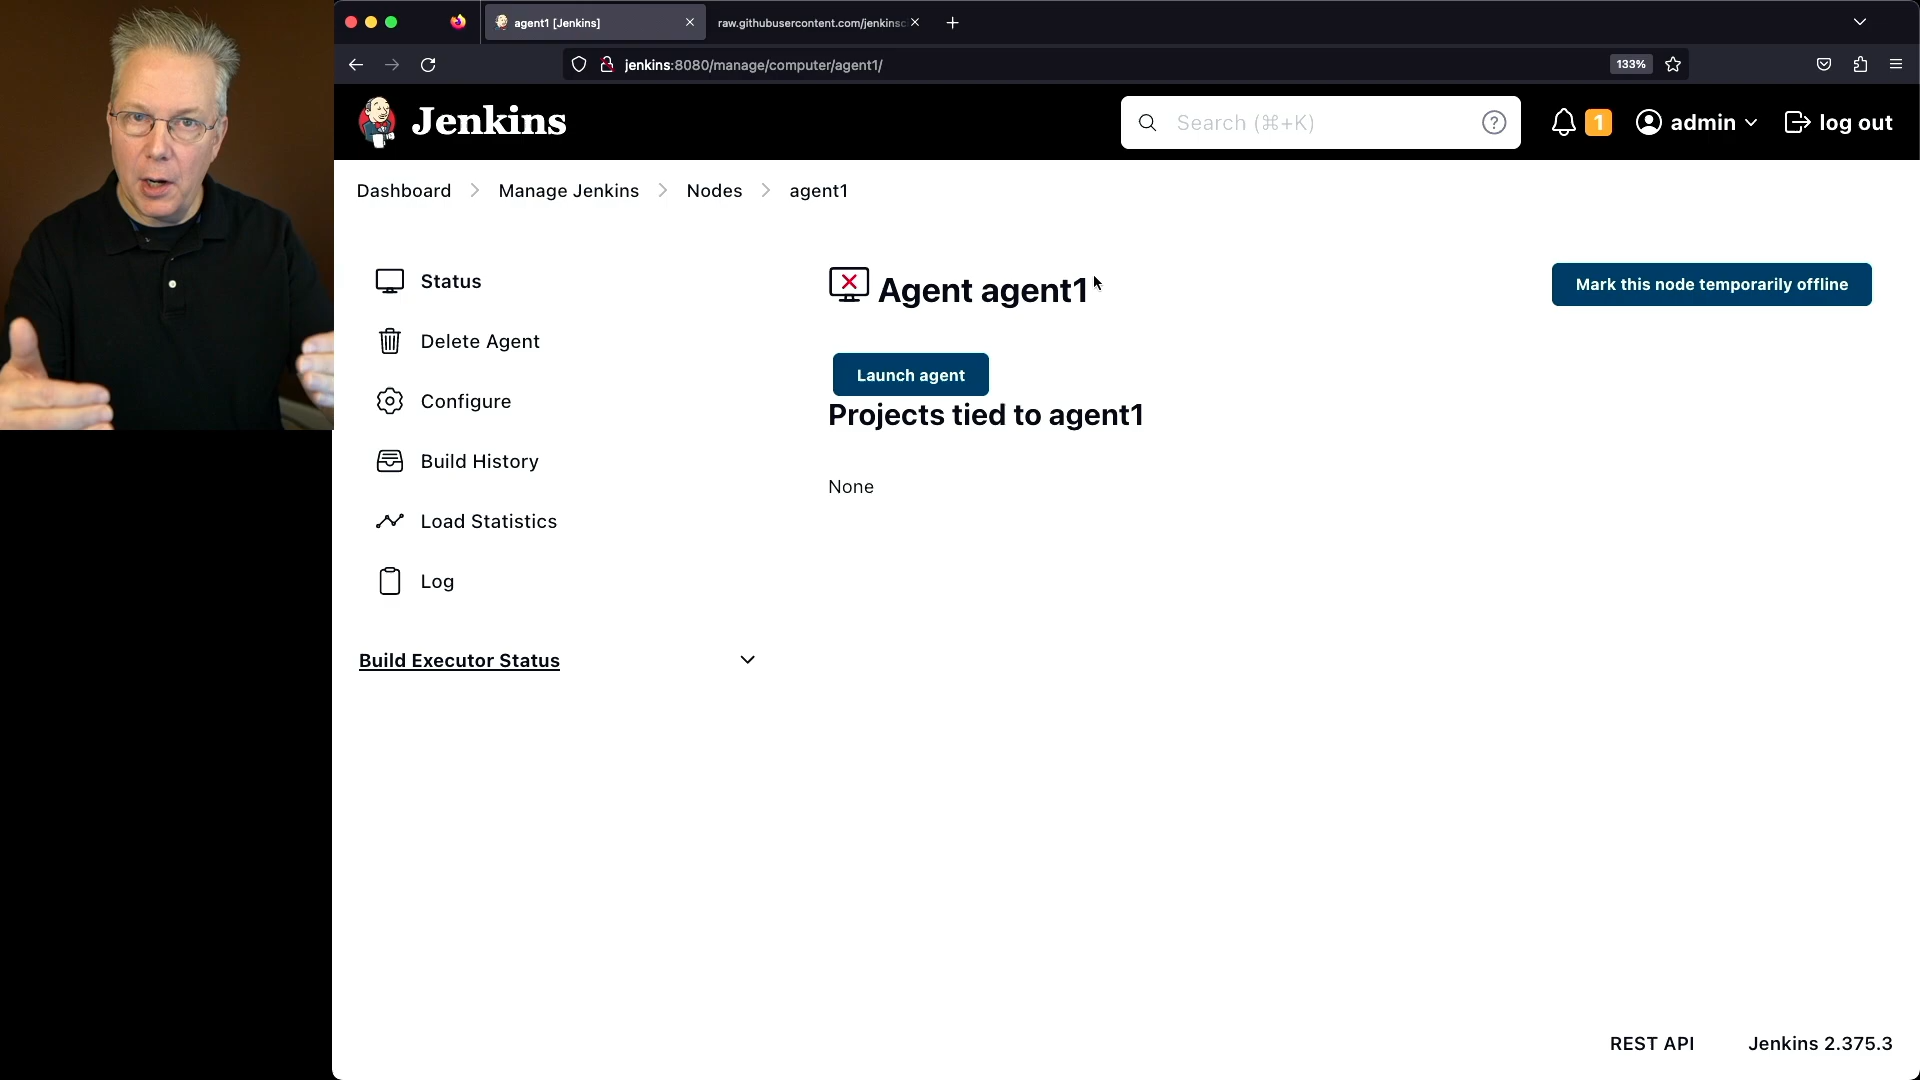 agent1 [Jenkins]
raw.githubusercontent.com/jenkinsc
jenkins:8080/manage/computer/agent1/
133%
Jenkins
Search (⌘+K)
1
admin
log out
Dashboard
Manage Jenkins
Nodes
agent1
Status
Delete Agent
Configure
Build History
Load Statistics
Log
Build Executor Status
Agent agent1
Mark this node temporarily offline
Launch agent
Projects tied to agent1
None
REST API
Jenkins 2.375.3